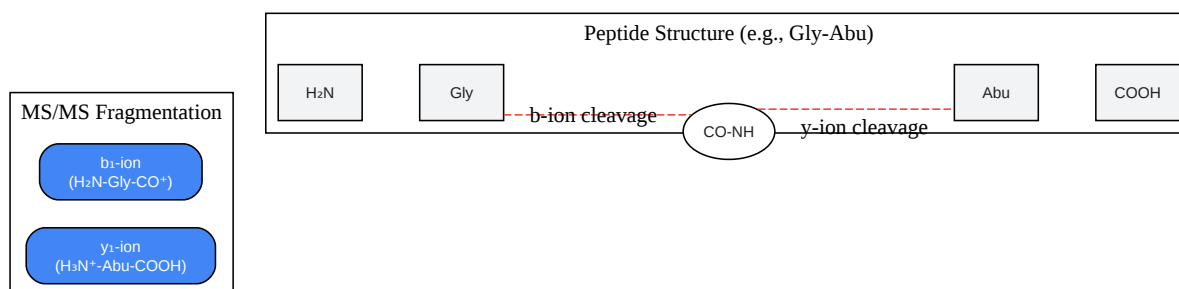 Peptide Structure (e.g., Gly-Abu)
H₂N
Gly
b-ion cleavage
CO-NH
y-ion cleavage
Abu
COOH
MS/MS Fragmentation
b₁-ion
(H₂N-Gly-CO⁺)
y₁-ion
(H₃N⁺-Abu-COOH)